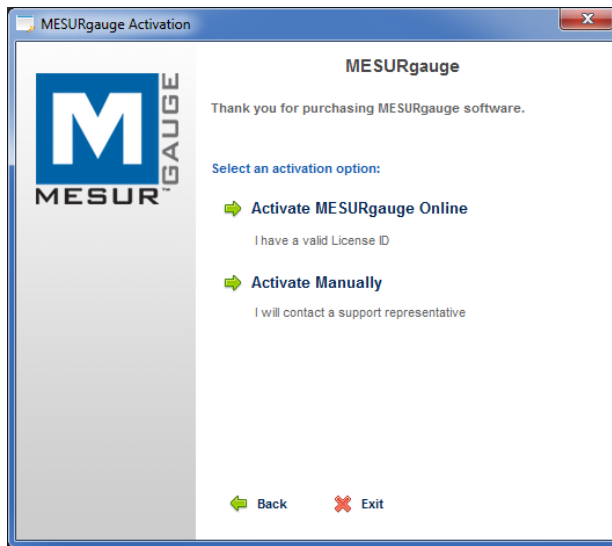 MESURgauge Activation
M
GAUGE
MESUR™
MESURgauge
Thank you for purchasing MESURgauge software.
Select an activation option:
Activate MESURgauge Online
I have a valid License ID
Activate Manually
I will contact a support representative
Back
Exit